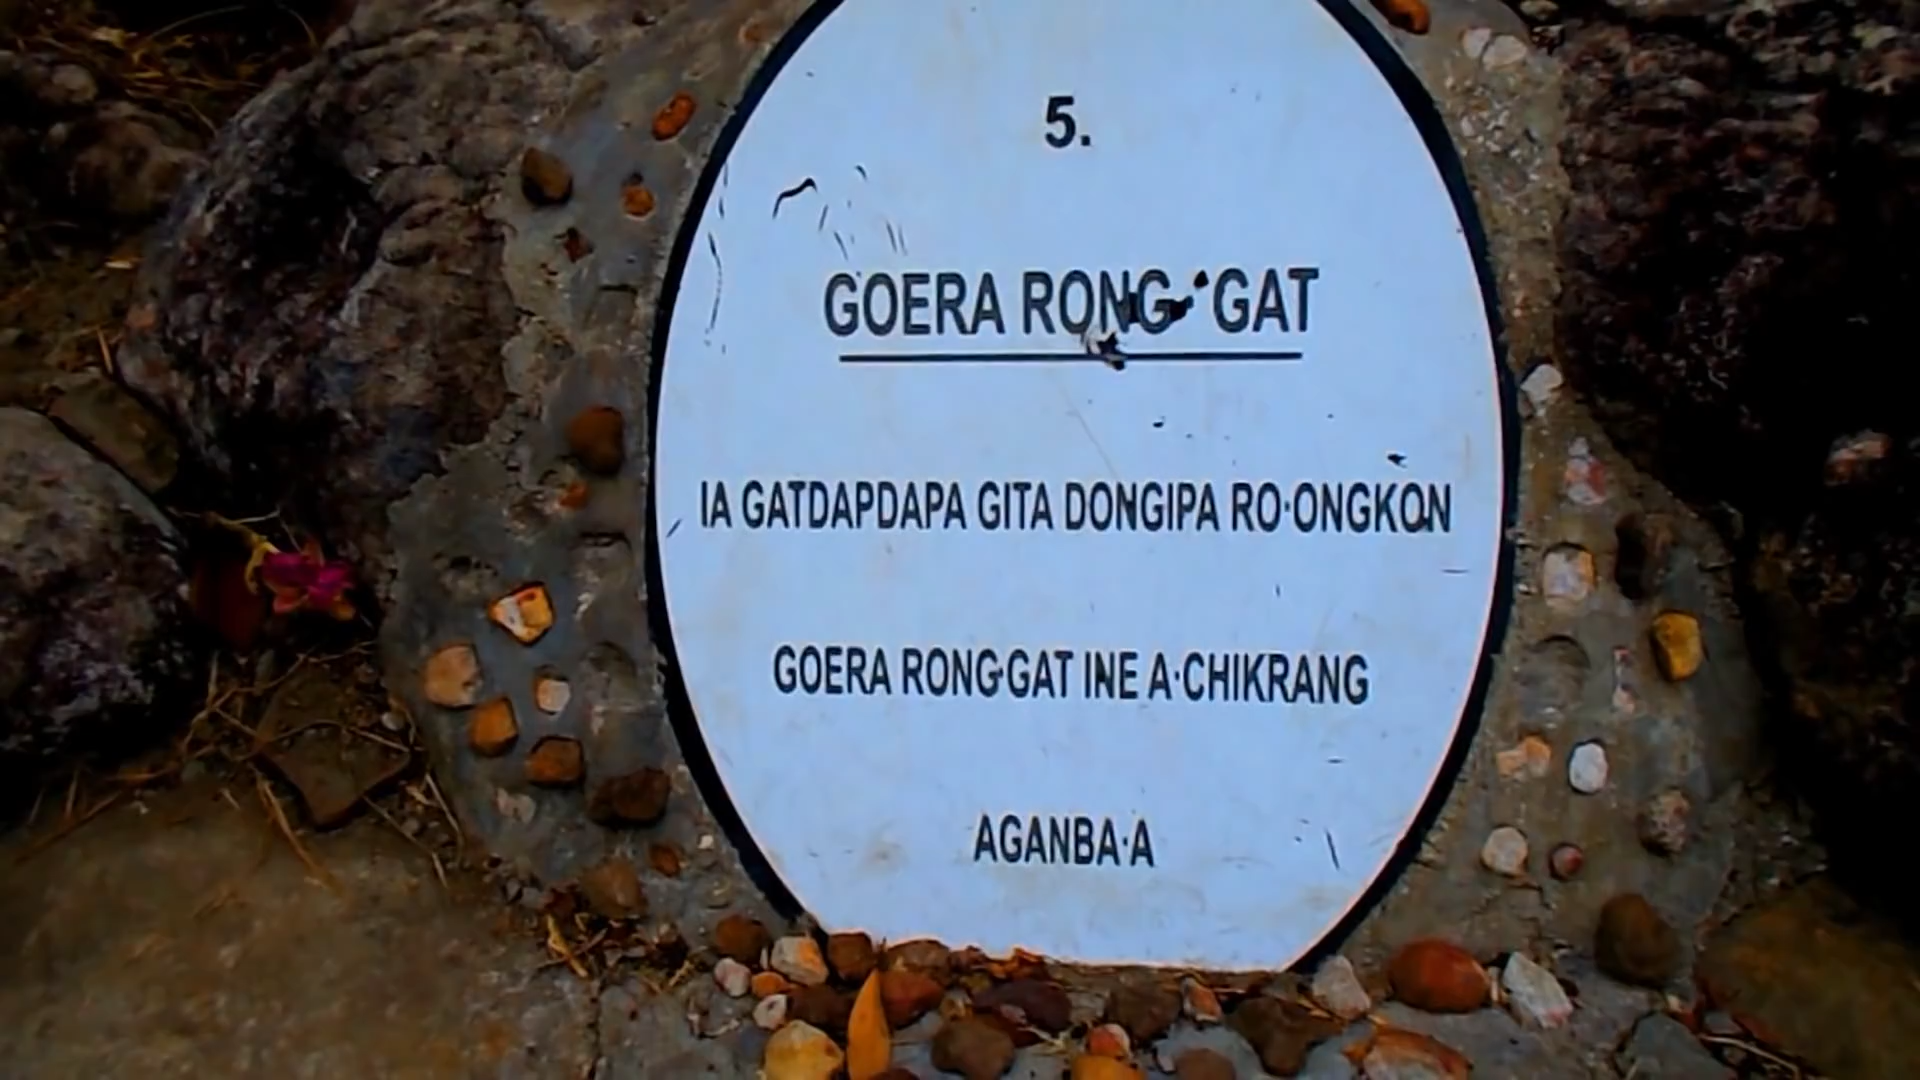 5.
GOERA RONG·'GAT
IA GATDAPDAPA GITA DONGIPA RO·ONGKON
GOERA RONG·GAT INE A·CHIKRANG
AGANBA·A